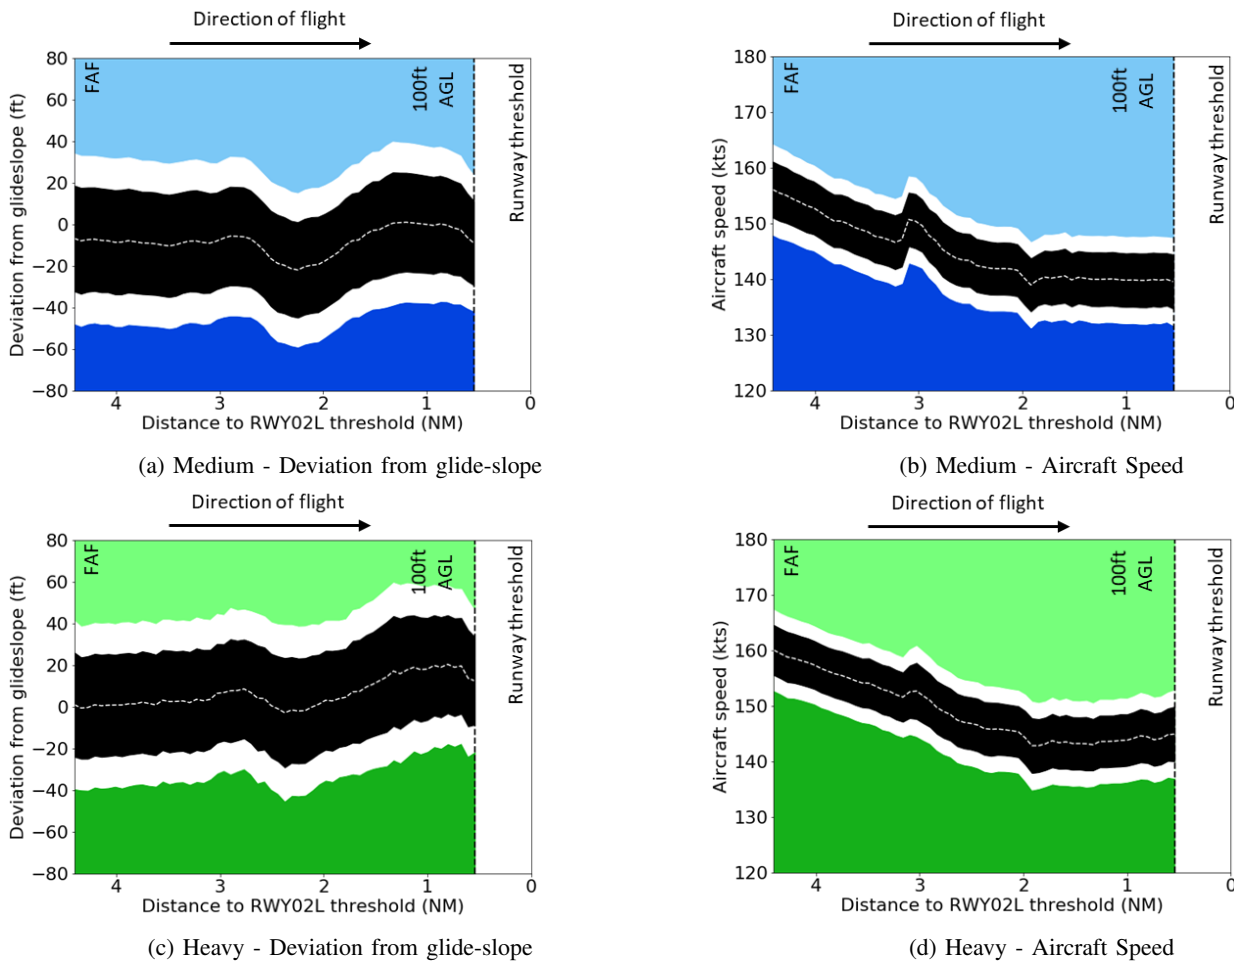 Direction of flight
80
60
40
20
0
−20
−40
−60
−80
Deviation from glideslope (ft)
FAF
100ft
AGL
Runway threshold
4
3
2
1
0
Distance to RWY02L threshold (NM)
(a) Medium - Deviation from glide-slope
Direction of flight
180
170
160
150
140
130
120
Aircraft speed (kts)
FAF
100ft
AGL
Runway threshold
4
3
2
1
0
Distance to RWY02L threshold (NM)
(b) Medium - Aircraft Speed
Direction of flight
80
60
40
20
0
−20
−40
−60
−80
Deviation from glideslope (ft)
FAF
100ft
AGL
Runway threshold
4
3
2
1
0
Distance to RWY02L threshold (NM)
(c) Heavy - Deviation from glide-slope
Direction of flight
180
170
160
150
140
130
120
Aircraft speed (kts)
FAF
100ft
AGL
Runway threshold
4
3
2
1
0
Distance to RWY02L threshold (NM)
(d) Heavy - Aircraft Speed